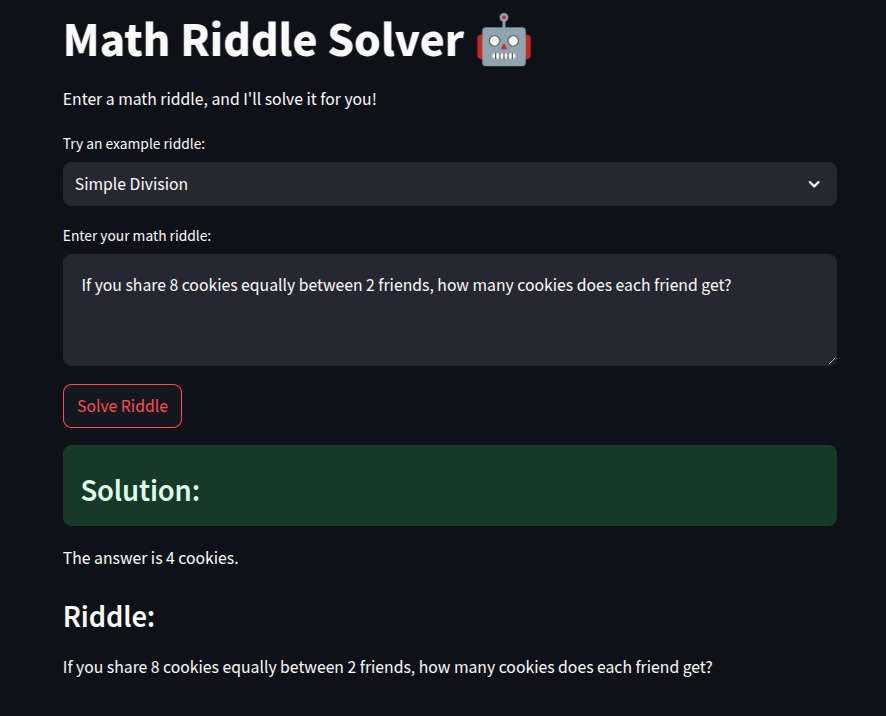 Math Riddle Solver 🤖
Enter a math riddle, and I'll solve it for you!
Try an example riddle:
Simple Division
Enter your math riddle:
If you share 8 cookies equally between 2 friends, how many cookies does each friend get?
Solve Riddle
Solution:
The answer is 4 cookies.
Riddle:
If you share 8 cookies equally between 2 friends, how many cookies does each friend get?